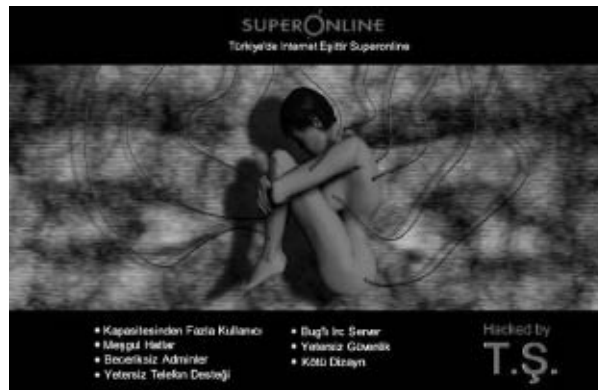 SUPERONLINE
Türkiye'de Internet Eşittir Superonline
• Kapasitesinden Fazla Kullanıcı
• Meşgul Hatlar
• Beceriksiz Adminler
• Yetersiz Telefon Desteği
• Bug'lı Irc Server
• Yetersiz Güvenlik
• Kötü Dizayn
Hacked by
T.Ş.